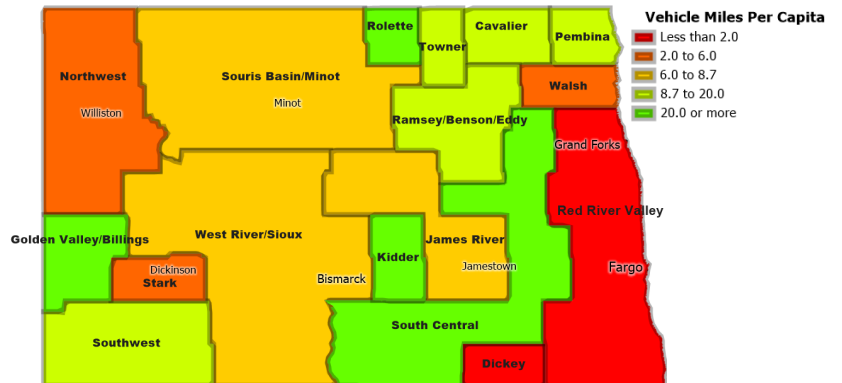 Vehicle Miles Per Capita
Less than 2.0
2.0 to 6.0
6.0 to 8.7
8.7 to 20.0
20.0 or more
Rolette
Cavalier
Towner
Pembina
Northwest
Souris Basin/Minot
Walsh
Williston
Minot
Ramsey/Benson/Eddy
Grand Forks
Red River Valley
Golden Valley/Billings
West River/Sioux
James River
Kidder
Dickinson
Stark
Bismarck
Jamestown
Fargo
South Central
Southwest
Dickey